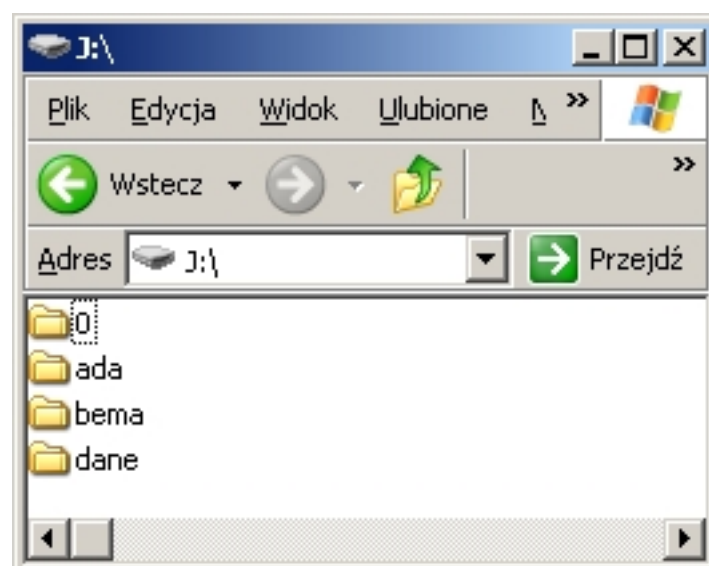 J:\
Plik Edycja Widok Ulubione »
Wstecz »
Adres J:\ Przejdź
0
ada
bema
dane